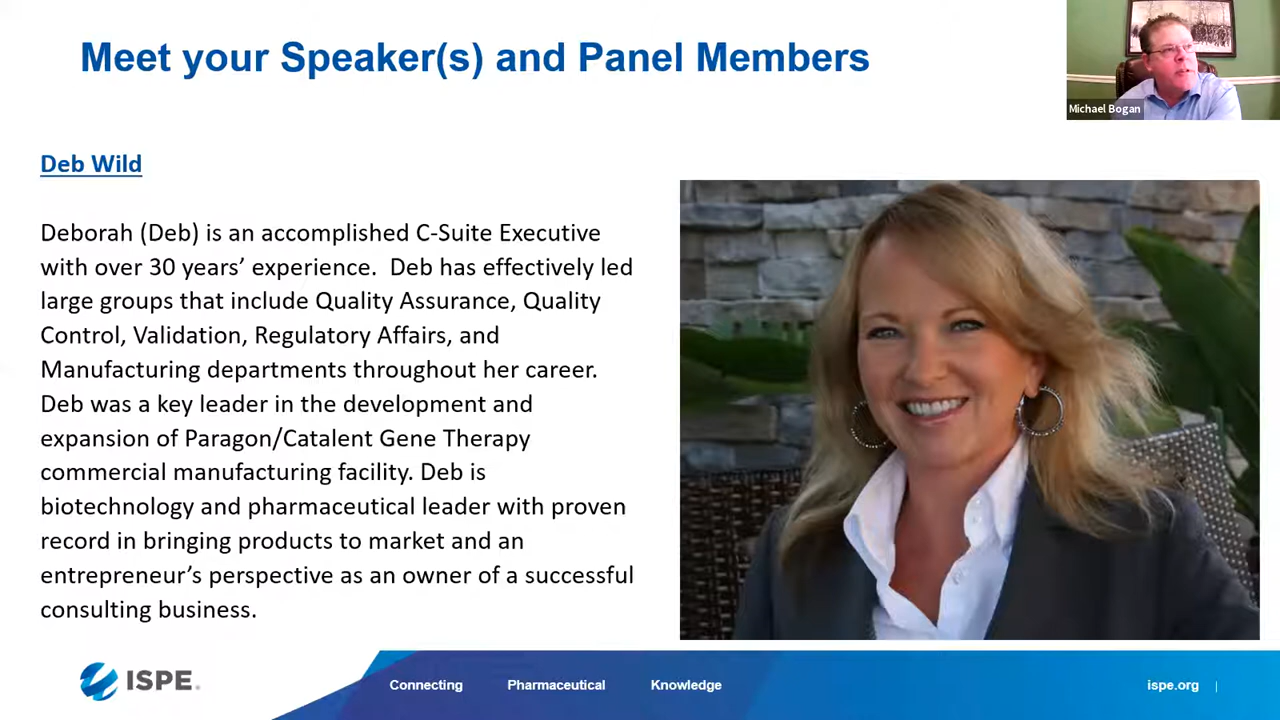 Meet your Speaker(s) and Panel Members
Michael Bogan
Deb Wild
Deborah (Deb) is an accomplished C-Suite Executive
with over 30 years’ experience.  Deb has effectively led
large groups that include Quality Assurance, Quality
Control, Validation, Regulatory Affairs, and
Manufacturing departments throughout her career.
Deb was a key leader in the development and
expansion of Paragon/Catalent Gene Therapy
commercial manufacturing facility. Deb is
biotechnology and pharmaceutical leader with proven
record in bringing products to market and an
entrepreneur’s perspective as an owner of a successful
consulting business.
ISPE.
Connecting Pharmaceutical Knowledge
ispe.org |